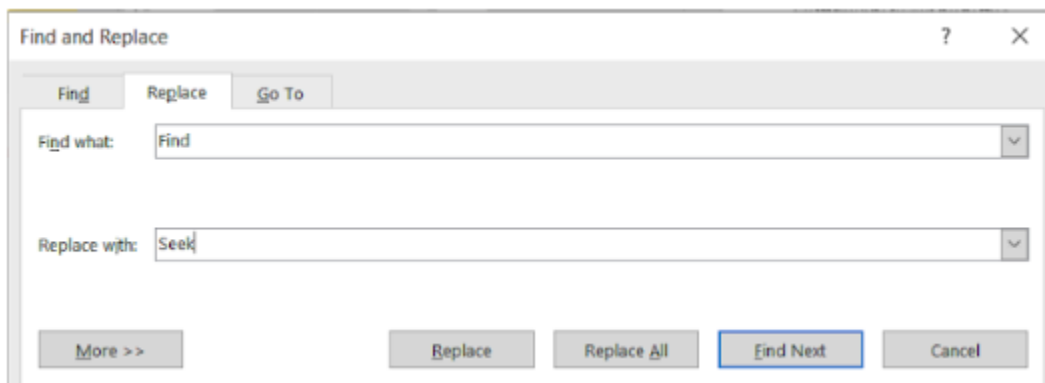 Find and Replace ? ×
Find Replace Go To
Find what: Find
Replace with: Seek
More >> Replace Replace All Find Next Cancel